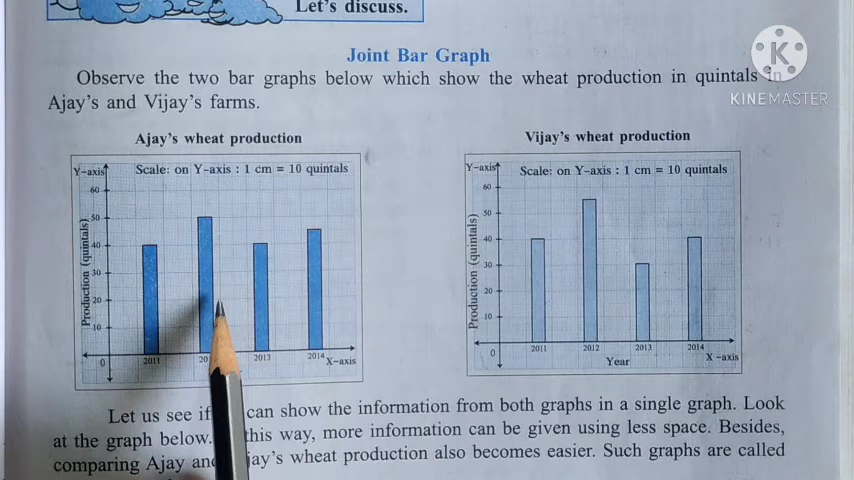 Let's discuss.
Joint Bar Graph
Observe the two bar graphs below which show the wheat production in quintals in
Ajay's and Vijay's farms.
Ajay's wheat production
Y-axis
Scale: on Y-axis : 1 cm = 10 quintals
60
50
40
30
20
10
0
Production (quintals)
2011
2013
2014
X-axis
Vijay's wheat production
Y-axis
Scale: on Y-axis : 1 cm = 10 quintals
60
50
40
30
20
10
0
Production (quintals)
2011
2012
2013
2014
Year
X-axis
Let us see if can show the information from both graphs in a single graph. Look
at the graph below. this way, more information can be given using less space. Besides,
comparing Ajay and wheat production also becomes easier. Such graphs are called
K
KINEMASTER